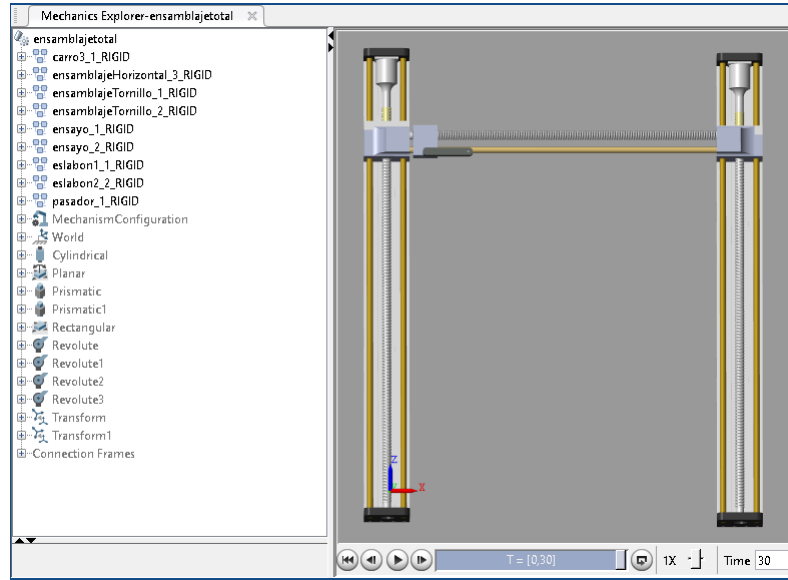 Mechanics Explorer-ensamblajetotal
ensamblajetotal
carro3_1_RIGID
ensamblajeHorizontal_3_RIGID
ensamblajeTornillo_1_RIGID
ensamblajeTornillo_2_RIGID
ensayo_1_RIGID
ensayo_2_RIGID
eslabon1_1_RIGID
eslabon2_2_RIGID
pasador_1_RIGID
MechanismConfiguration
World
Cylindrical
Planar
Prismatic
Prismatic1
Rectangular
Revolute
Revolute1
Revolute2
Revolute3
Transform
Transform1
Connection Frames
Z
X
T = [0,30]
1X
Time 30